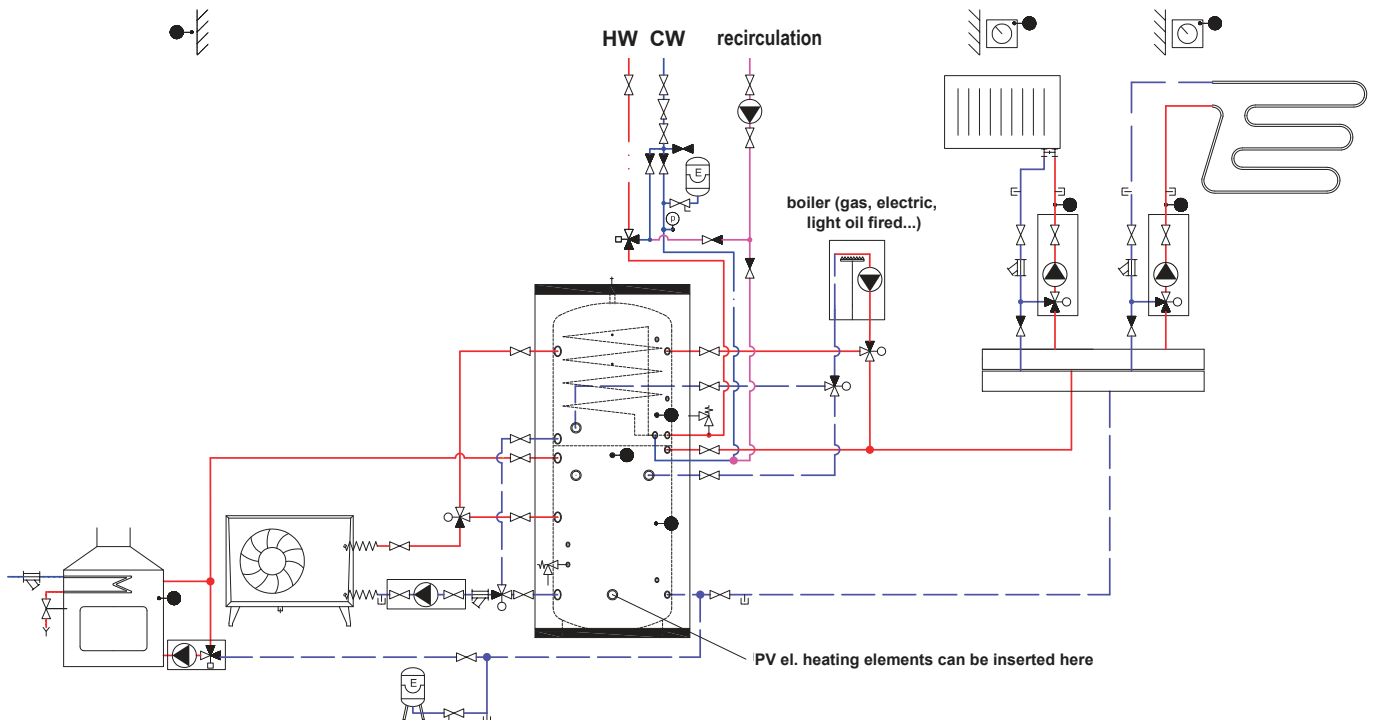 HW CW recirculation
E
p
boiler (gas, electric,
light oil fired...)
PV el. heating elements can be inserted here
E